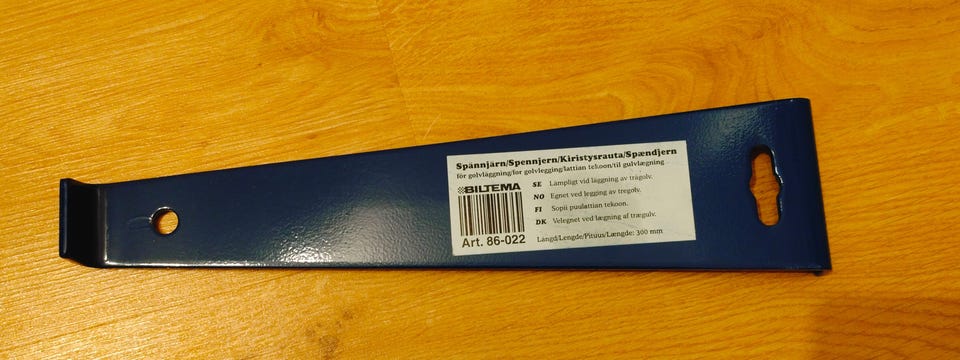 Spännjärn/Spennjern/Kiristysrauta/Spændjern
för golvläggning/for golvlegging/lattian tekoon/til gulvlægning
BILTEMA
SE Lämpligt vid läggning av trägolv.
NO Egnet ved legging av tregolv.
FI Sopii puulattian tekoon.
DK Velegnet ved lægning af trægulv.
Art. 86-022
Längd/Lengde/Pituus/Længde: 300 mm